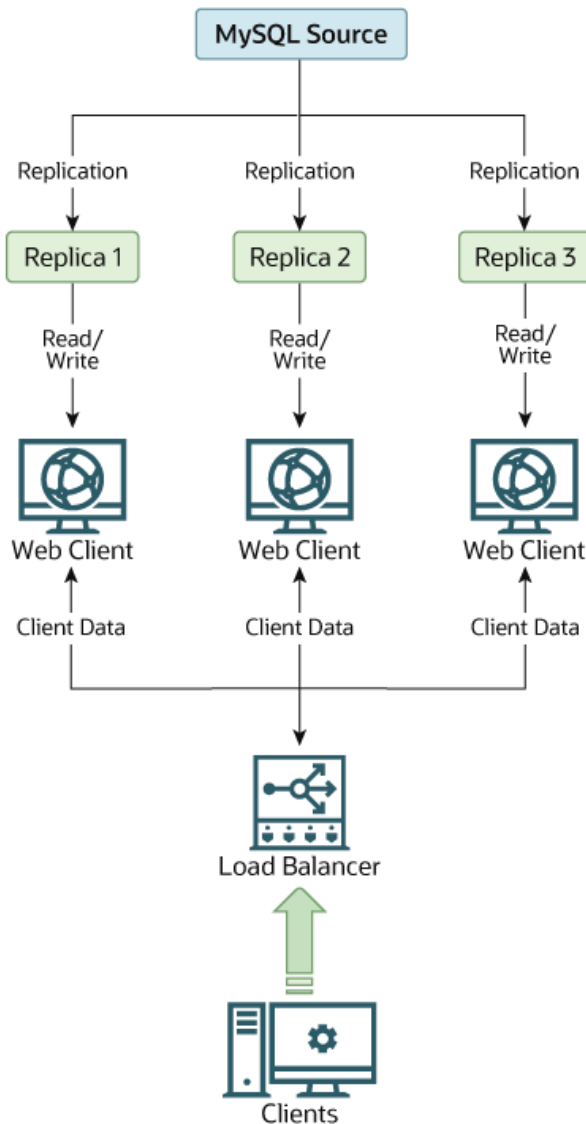 MySQL Source
Replication
Replication
Replication
Replica 1
Replica 2
Replica 3
Read/
Write
Read/
Write
Read/
Write
Web Client
Web Client
Web Client
Client Data
Client Data
Client Data
Load Balancer
Clients